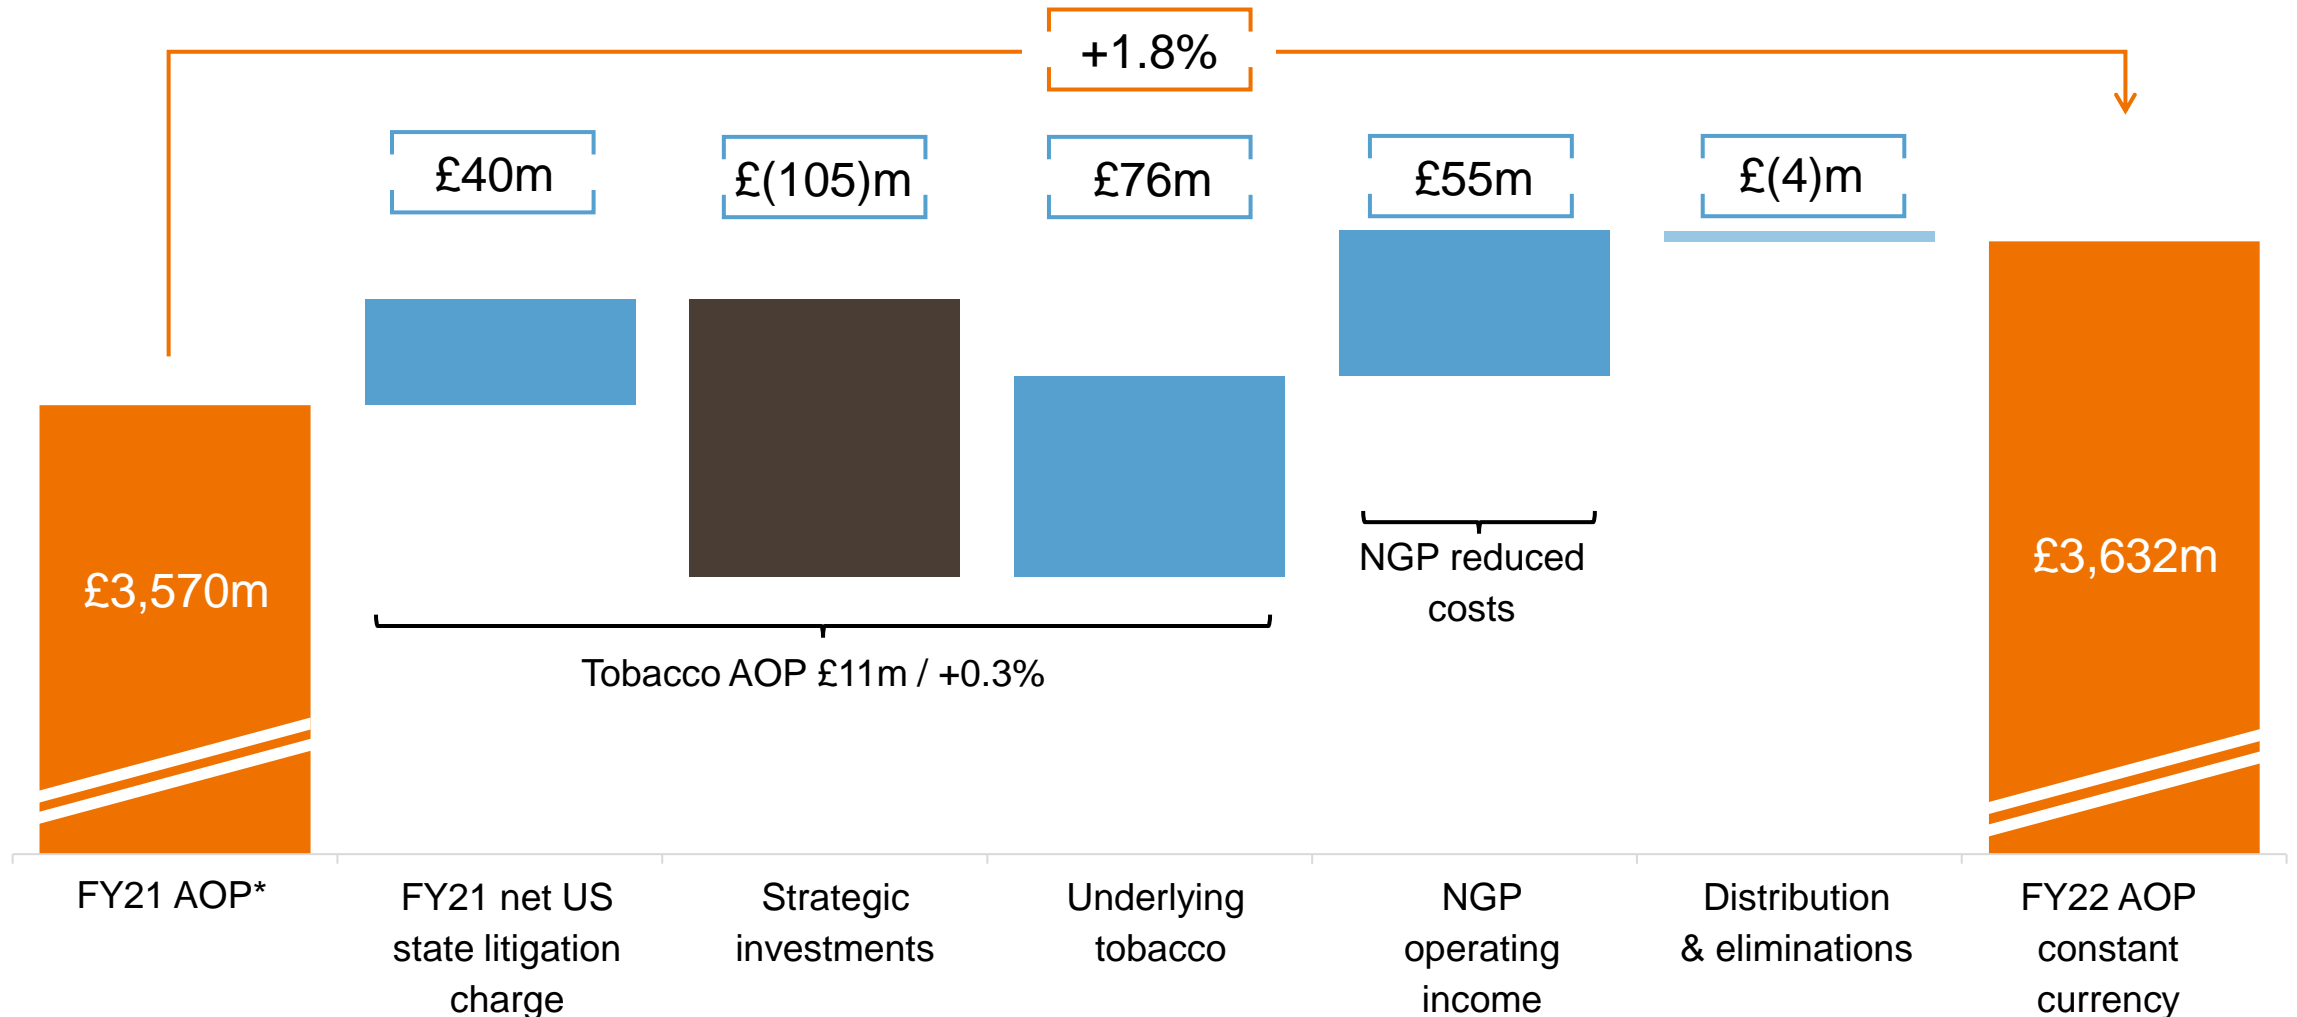 +1.8%
£40m
£(105)m
£76m
£55m
£(4)m
£3,570m
£3,632m
NGP reduced
costs
Tobacco AOP £11m / +0.3%
FY21 AOP*
FY21 net US
state litigation
charge
Strategic
investments
Underlying
tobacco
NGP
operating
income
Distribution
& eliminations
FY22 AOP
constant
currency